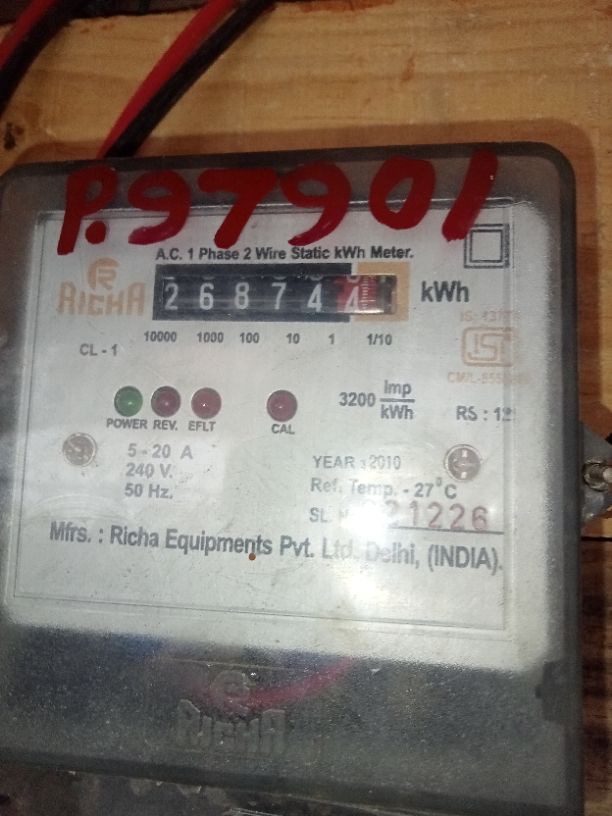 P.97901
A.C. 1 Phase 2 Wire Static kWh Meter.
RICHA
2 6 8 7 4 4 kWh
10000 1000 100 10 1 1/10
CL - 1
ISI
POWER REV. EFLT CAL
3200 Imp/kWh
RS : 12
5 - 20 A
240 V.
50 Hz.
YEAR : 2010
Ref. Temp. - 27°C
SL. 21226
Mfrs. : Richa Equipments Pvt. Ltd. Delhi, (INDIA).
RICHA